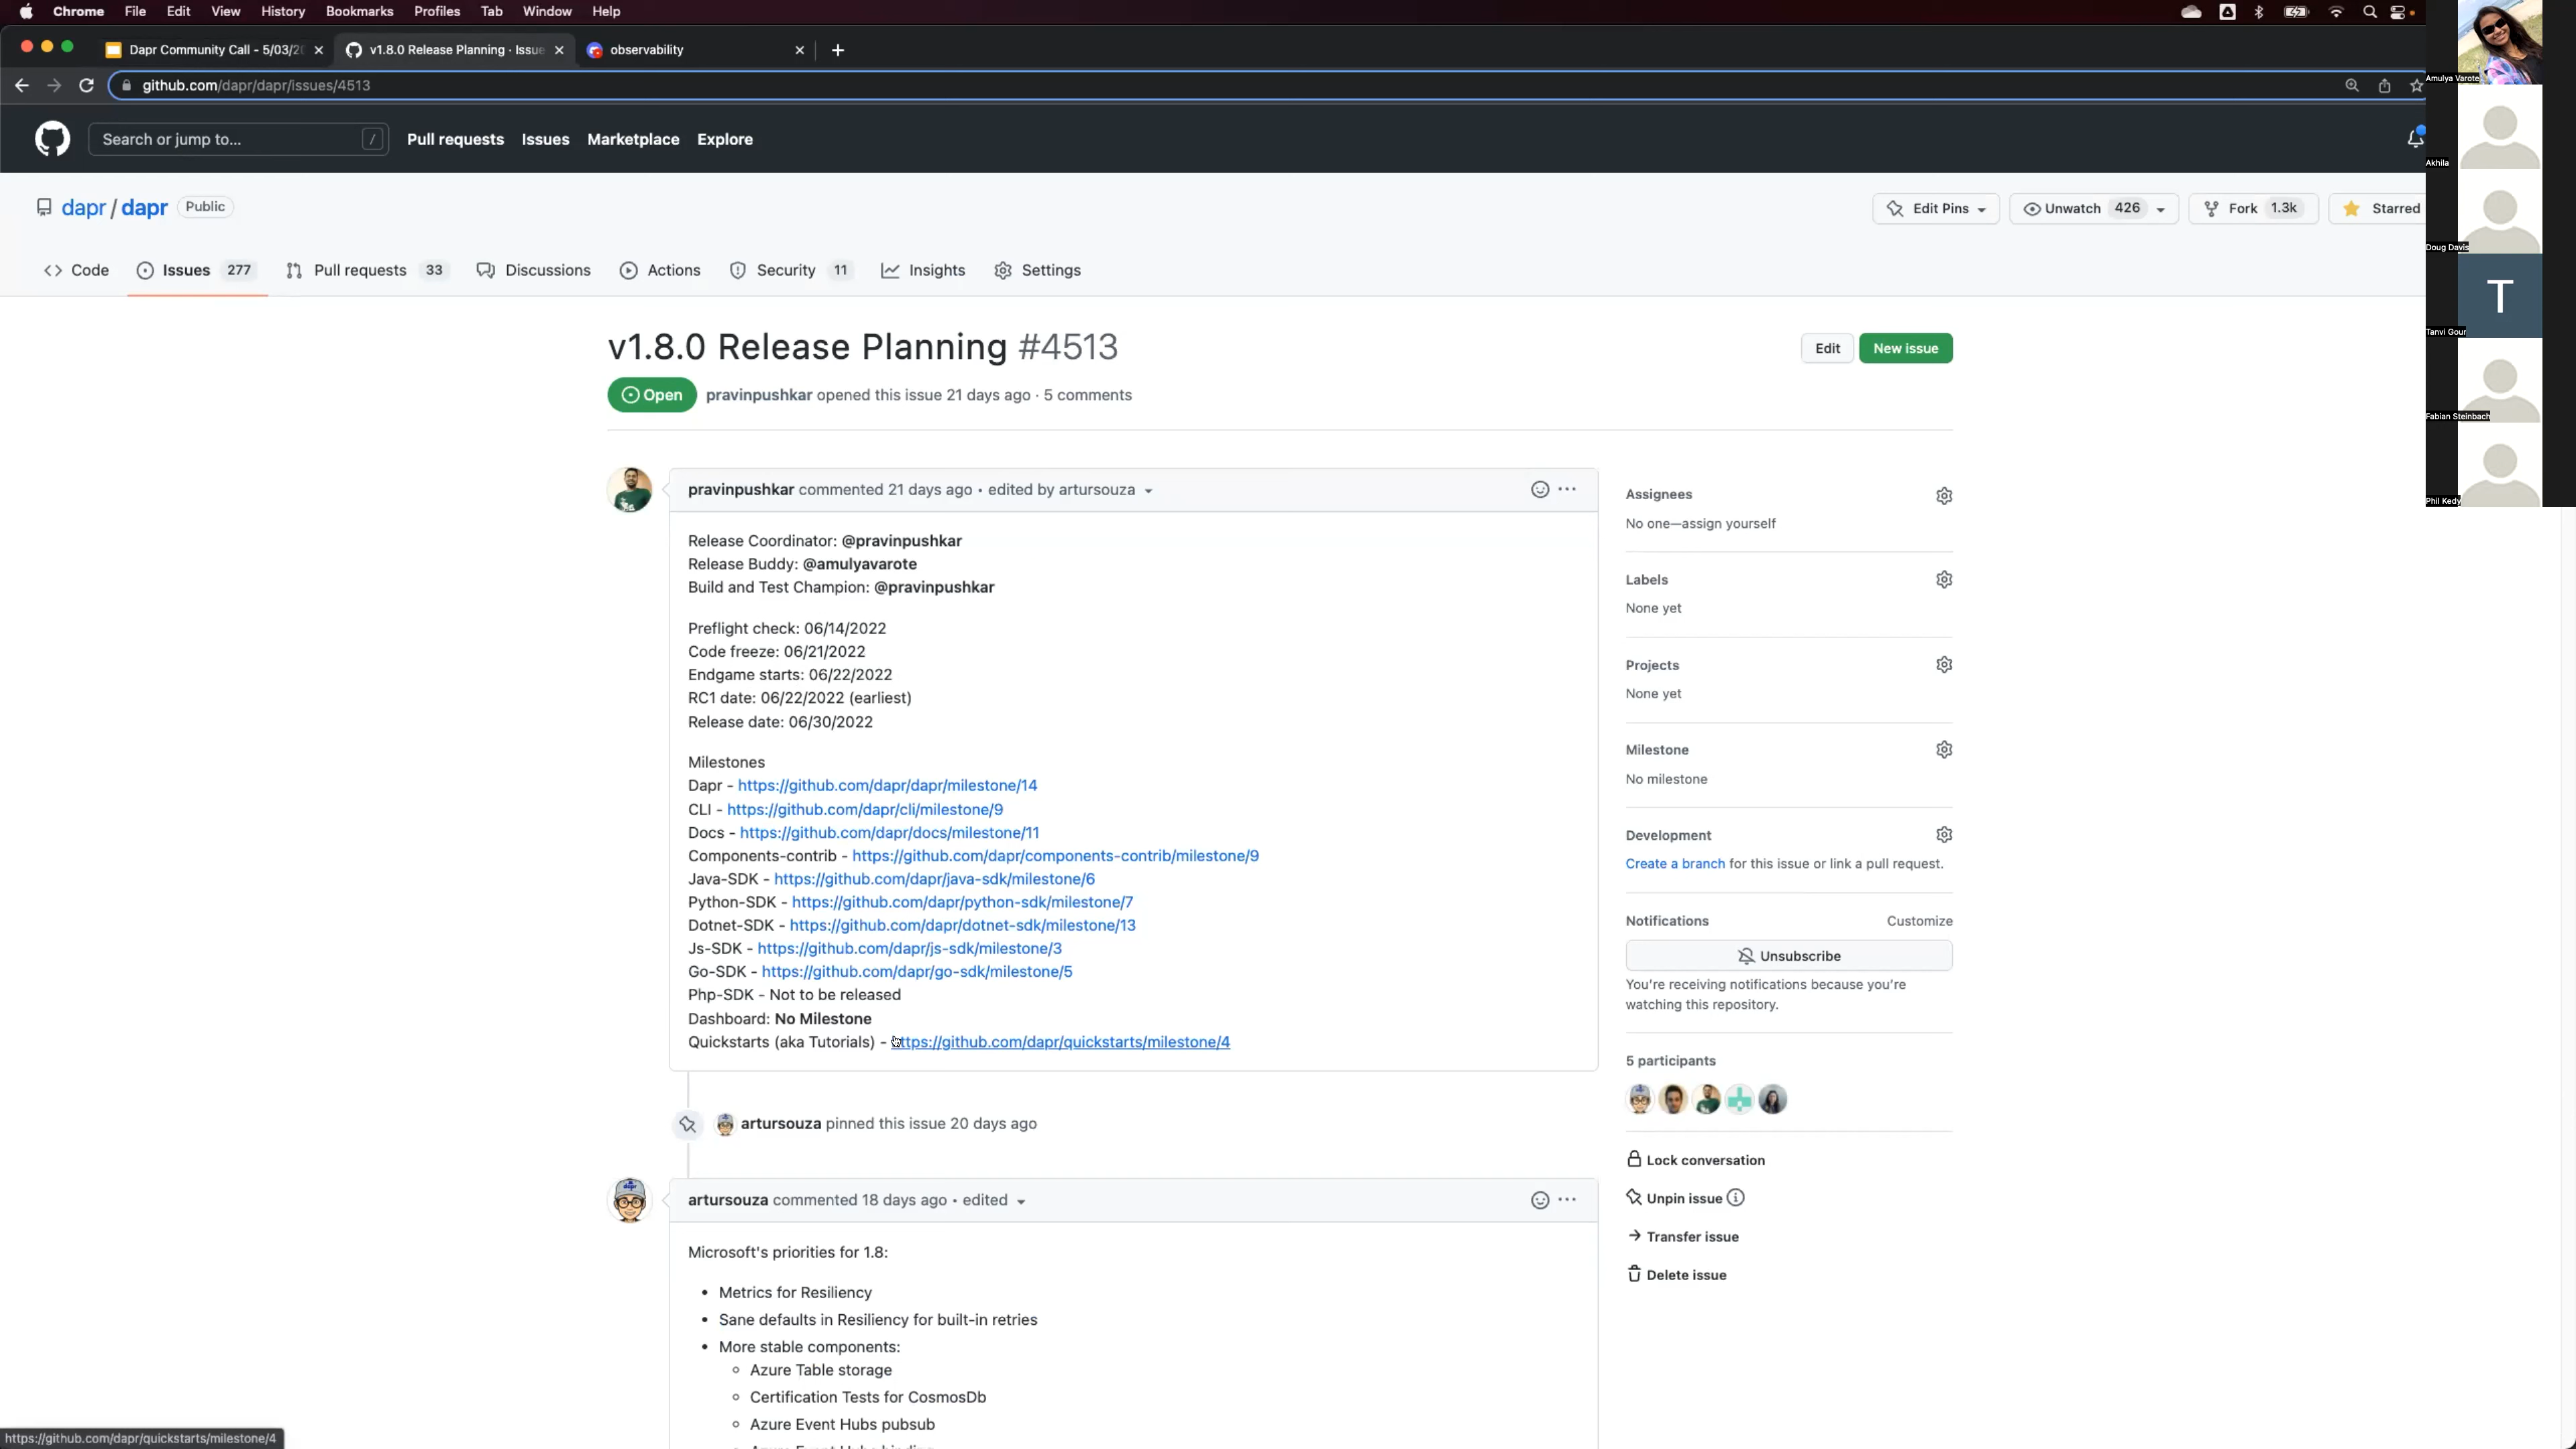 Chrome File Edit View History Bookmarks Profiles Tab Window Help
Dapr Community Call - 5/03/20
v1.8.0 Release Planning · Issue
observability
github.com/dapr/dapr/issues/4513
Search or jump to... /
Pull requests Issues Marketplace Explore
dapr / dapr Public
Edit Pins Unwatch 426 Fork 1.3k Starred
Code Issues 277 Pull requests 33 Discussions Actions Security 11 Insights Settings
v1.8.0 Release Planning #4513
Edit New issue
Open pravinpushkar opened this issue 21 days ago · 5 comments
pravinpushkar commented 21 days ago • edited by artursouza
Release Coordinator: @pravinpushkar
Release Buddy: @amulyavarote
Build and Test Champion: @pravinpushkar
Preflight check: 06/14/2022
Code freeze: 06/21/2022
Endgame starts: 06/22/2022
RC1 date: 06/22/2022 (earliest)
Release date: 06/30/2022
Milestones
Dapr - https://github.com/dapr/dapr/milestone/14
CLI - https://github.com/dapr/cli/milestone/9
Docs - https://github.com/dapr/docs/milestone/11
Components-contrib - https://github.com/dapr/components-contrib/milestone/9
Java-SDK - https://github.com/dapr/java-sdk/milestone/6
Python-SDK - https://github.com/dapr/python-sdk/milestone/7
Dotnet-SDK - https://github.com/dapr/dotnet-sdk/milestone/13
Js-SDK - https://github.com/dapr/js-sdk/milestone/3
Go-SDK - https://github.com/dapr/go-sdk/milestone/5
Php-SDK - Not to be released
Dashboard: No Milestone
Quickstarts (aka Tutorials) - https://github.com/dapr/quickstarts/milestone/4
artursouza pinned this issue 20 days ago
artursouza commented 18 days ago • edited
Microsoft's priorities for 1.8:
• Metrics for Resiliency
• Sane defaults in Resiliency for built-in retries
• More stable components:
Azure Table storage
Certification Tests for CosmosDb
Azure Event Hubs pubsub
Azure Event Hubs binding
Assignees
No one—assign yourself
Labels
None yet
Projects
None yet
Milestone
No milestone
Development
Create a branch for this issue or link a pull request.
Notifications Customize
Unsubscribe
You're receiving notifications because you're
watching this repository.
5 participants
Lock conversation
Unpin issue
Transfer issue
Delete issue
Amulya Varote
Akhila
Doug Davis
T
Tanvi Gour
Fabian Steinbach
Phil Kedy
https://github.com/dapr/quickstarts/milestone/4